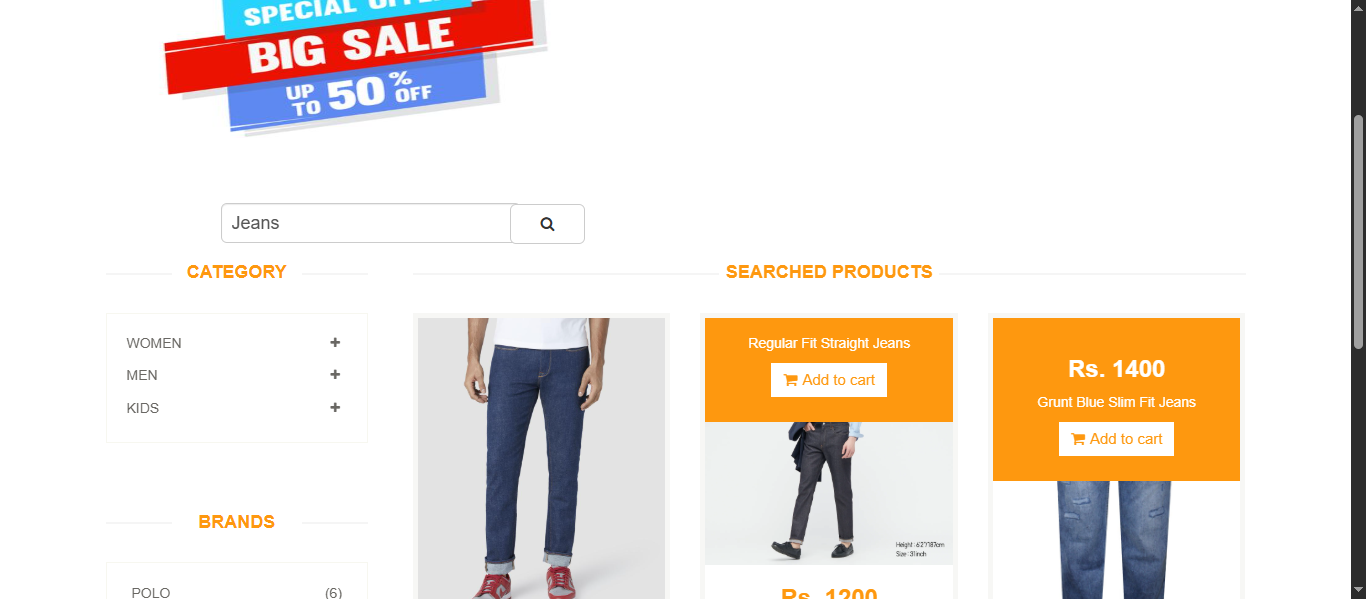 SPECIAL OFFER
BIG SALE
UP TO 50% OFF
Jeans
CATEGORY
SEARCHED PRODUCTS
WOMEN
MEN
KIDS
Regular Fit Straight Jeans
Add to cart
Rs. 1400
Grunt Blue Slim Fit Jeans
Add to cart
BRANDS
Height : 6'2"/187cm
Size : 31inch
POLO (6)
Rs. 1200